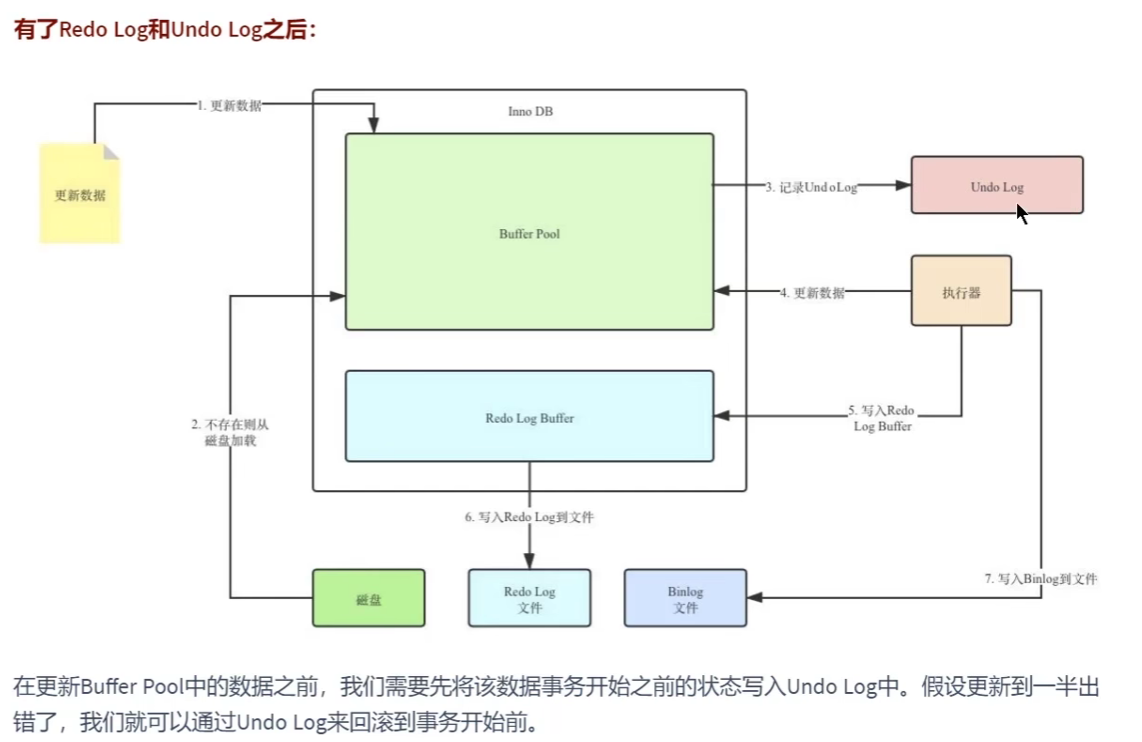 有了Redo Log和Undo Log之后：
1. 更新数据
Inno DB
更新数据
Buffer Pool
3. 记录UndoLog
Undo Log
4. 更新数据
执行器
2. 不存在则从
磁盘加载
Redo Log Buffer
5. 写入Redo
Log Buffer
6. 写入Redo Log到文件
7. 写入Binlog到文件
磁盘
Redo Log
文件
Binlog
文件
在更新Buffer Pool中的数据之前，我们需要先将该数据事务开始之前的状态写入Undo Log中。假设更新到一半出
错了，我们就可以通过Undo Log来回滚到事务开始前。